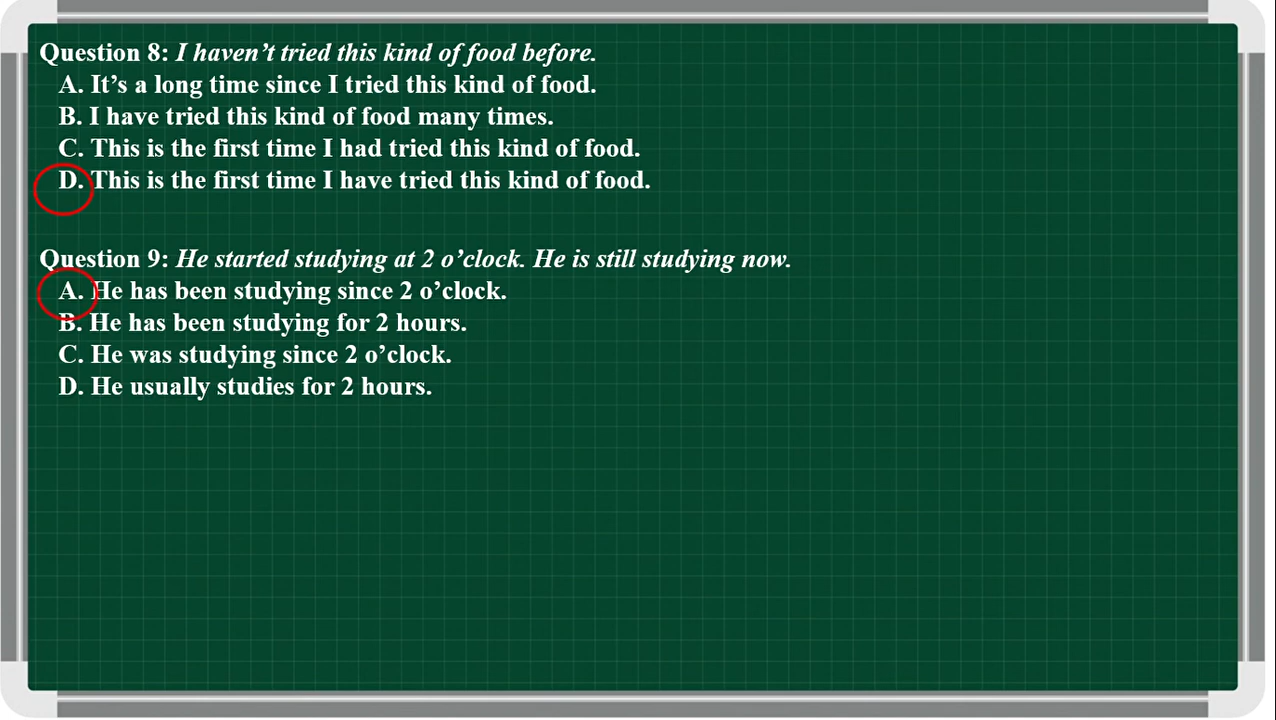 Question 8: I haven’t tried this kind of food before.
A. It’s a long time since I tried this kind of food.
B. I have tried this kind of food many times.
C. This is the first time I had tried this kind of food.
D. This is the first time I have tried this kind of food.
Question 9: He started studying at 2 o’clock. He is still studying now.
A. He has been studying since 2 o’clock.
B. He has been studying for 2 hours.
C. He was studying since 2 o’clock.
D. He usually studies for 2 hours.